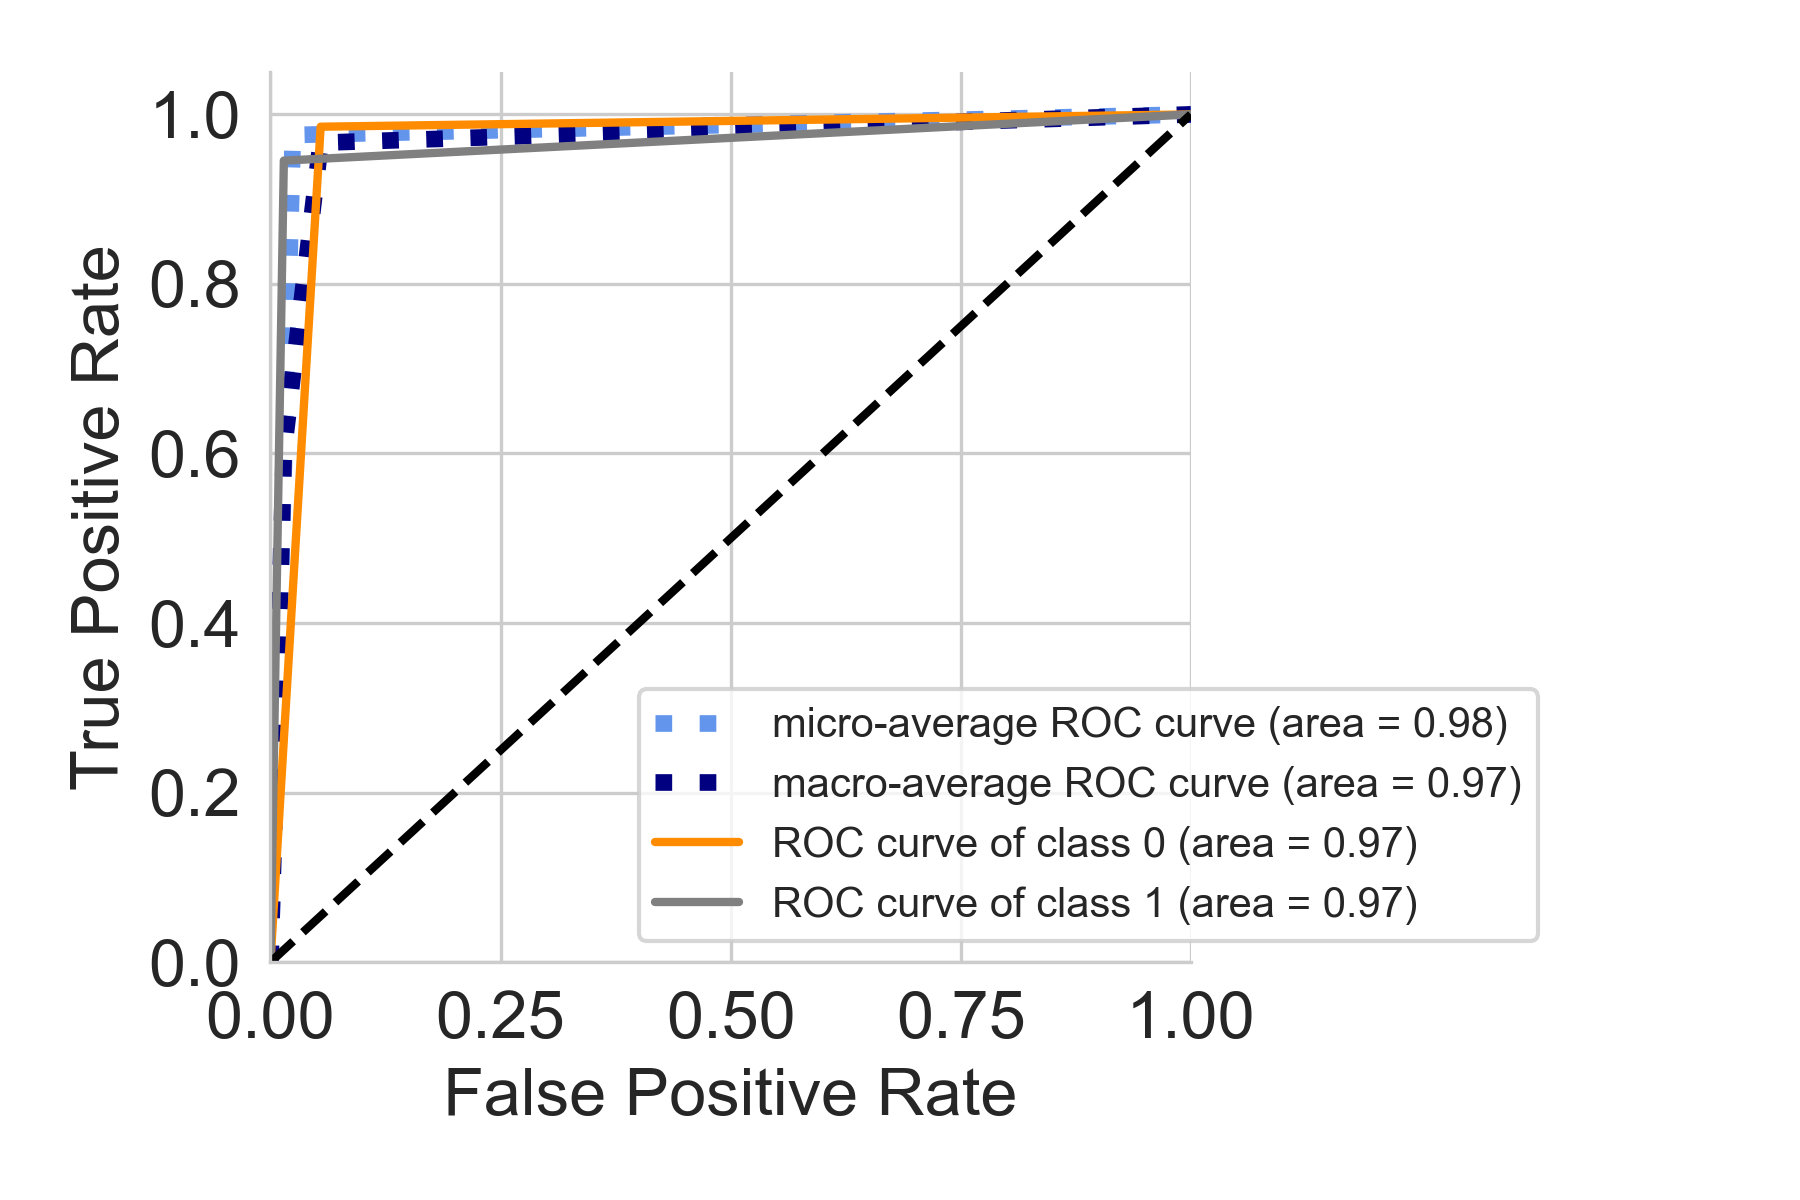 True Positive Rate
1.0
0.8
0.6
0.4
0.2
0.0
0.00 0.25 0.50 0.75 1.00
False Positive Rate
micro-average ROC curve (area = 0.98)
macro-average ROC curve (area = 0.97)
ROC curve of class 0 (area = 0.97)
ROC curve of class 1 (area = 0.97)